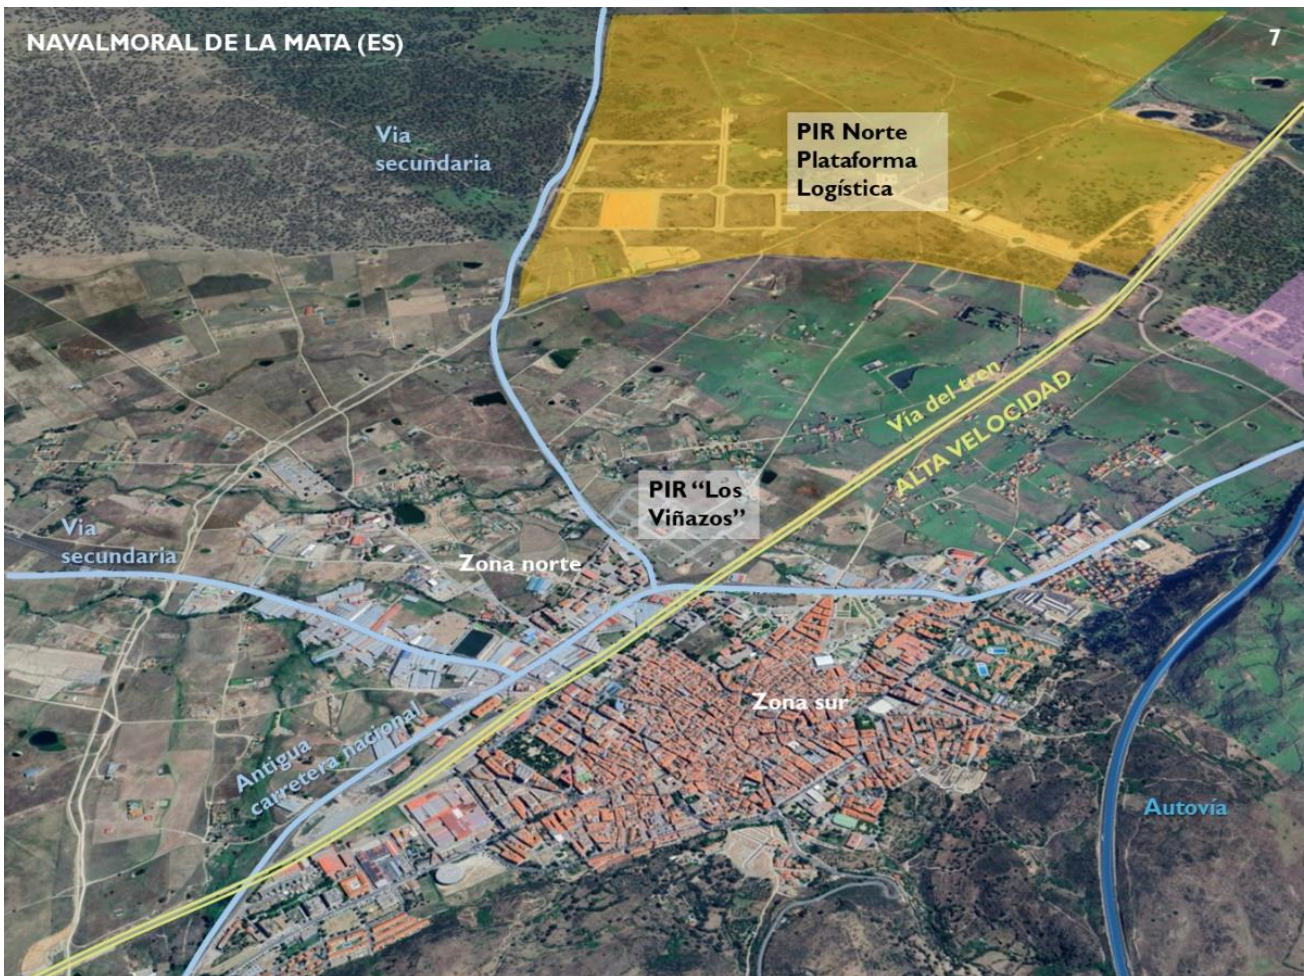 NAVALMORAL DE LA MATA (ES)
7
Via
secundaria
PIR Norte
Plataforma
Logística
Vía del tren
ALTA VELOCIDAD
PIR “Los
Viñazos”
Via
secundaria
Zona norte
Zona sur
Antigua
carretera nacional
Autovía